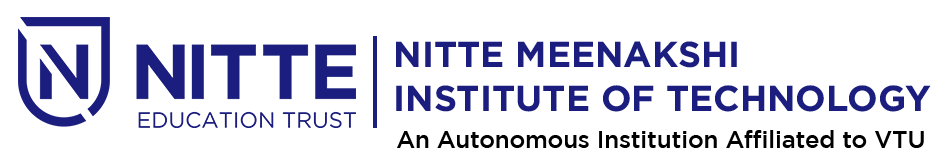 N
NITTE
EDUCATION TRUST
NITTE MEENAKSHI
INSTITUTE OF TECHNOLOGY
An Autonomous Institution Affiliated to VTU